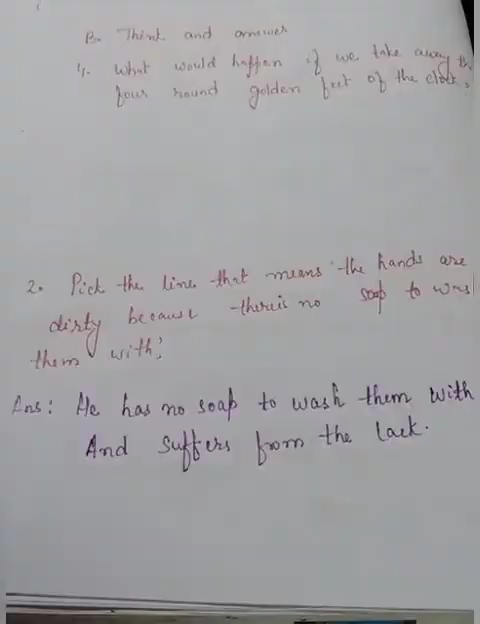 B. Think and answer
1. What would happen if we take away th
four round golden feet of the clock,
2. Pick the line that means the hands are
dirty because there is no soap to was
them with?
Ans: He has no soap to wash them with
And suffers from the lack.